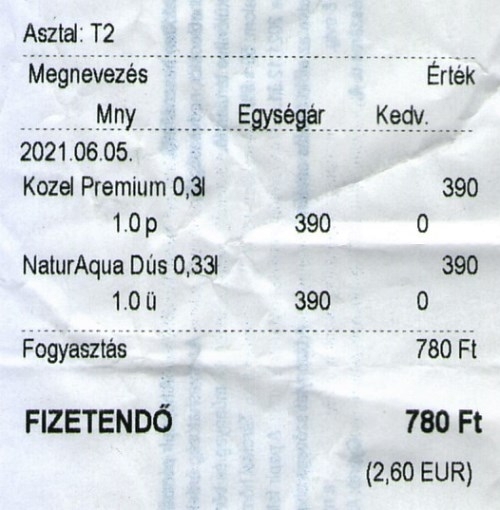 Asztal: T2
Megnevezés Érték
Mny Egységár Kedv.
2021.06.05.
Kozel Premium 0,3l 390
1.0 p 390 0
NaturAqua Dús 0,33l 390
1.0 ü 390 0
Fogyasztás 780 Ft
FIZETENDŐ 780 Ft
(2,60 EUR)